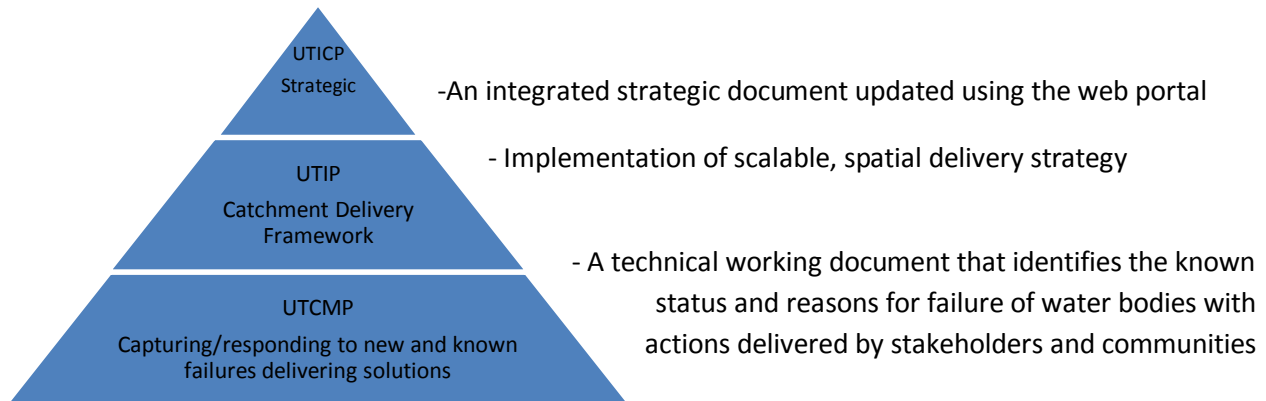 UTICP
Strategic
-An integrated strategic document updated using the web portal
- Implementation of scalable, spatial delivery strategy
UTIP
Catchment Delivery
Framework
- A technical working document that identifies the known
status and reasons for failure of water bodies with
actions delivered by stakeholders and communities
UTCMP
Capturing/responding to new and known
failures delivering solutions